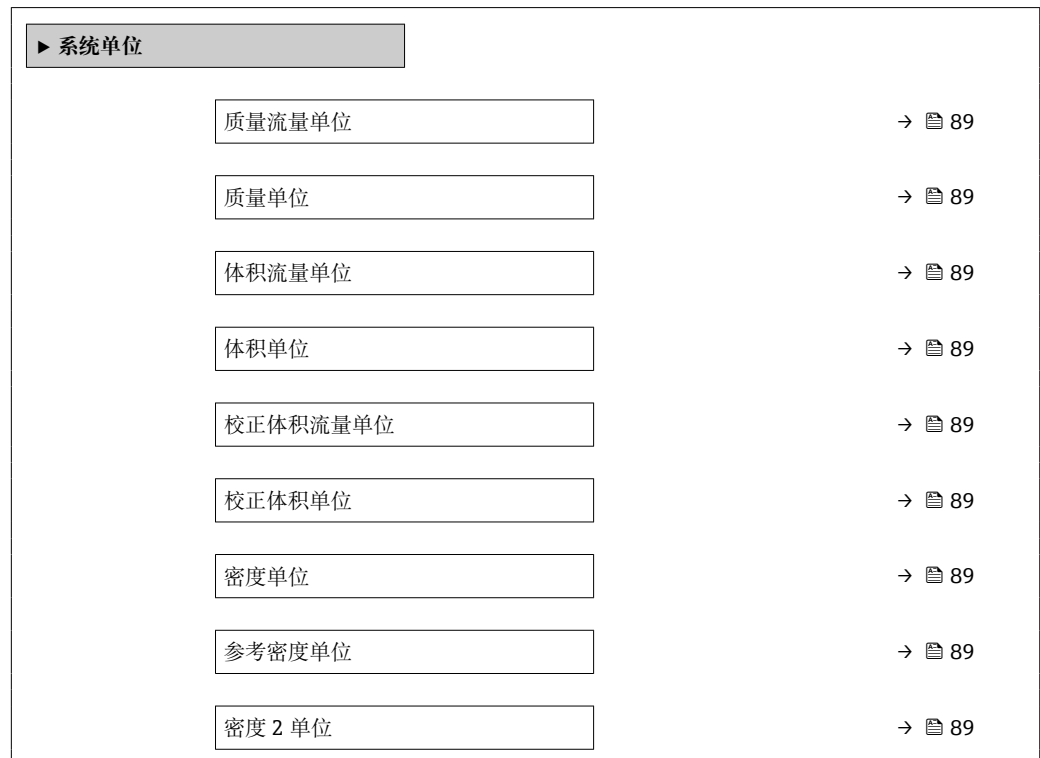 ▶ 系统单位
质量流量单位 → 🖺 89
质量单位 → 🖺 89
体积流量单位 → 🖺 89
体积单位 → 🖺 89
校正体积流量单位 → 🖺 89
校正体积单位 → 🖺 89
密度单位 → 🖺 89
参考密度单位 → 🖺 89
密度 2 单位 → 🖺 89